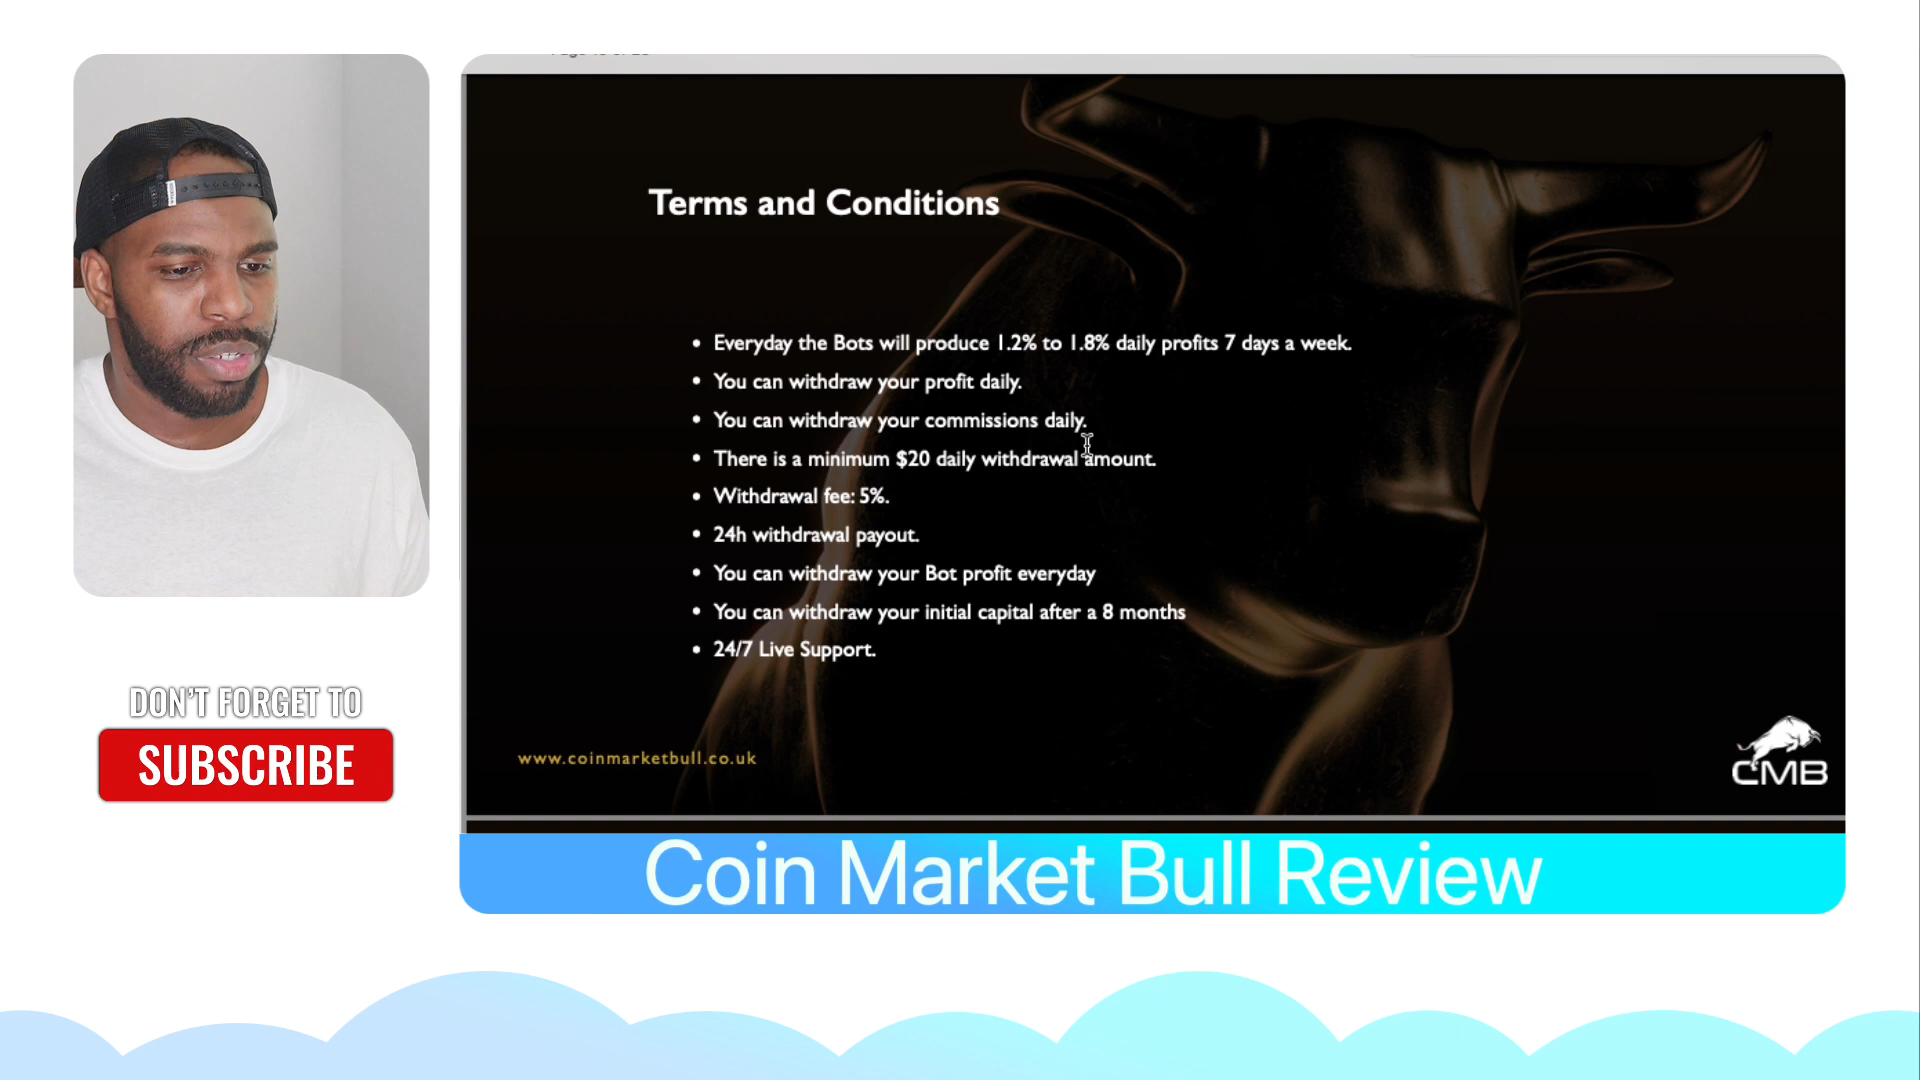 Terms and Conditions
• Everyday the Bots will produce 1.2% to 1.8% daily profits 7 days a week.
• You can withdraw your profit daily.
• You can withdraw your commissions daily.
• There is a minimum $20 daily withdrawal amount.
• Withdrawal fee: 5%.
• 24h withdrawal payout.
• You can withdraw your Bot profit everyday
• You can withdraw your initial capital after a 8 months
• 24/7 Live Support.
www.coinmarketbull.co.uk
CMB
DON'T FORGET TO
SUBSCRIBE
Coin Market Bull Review